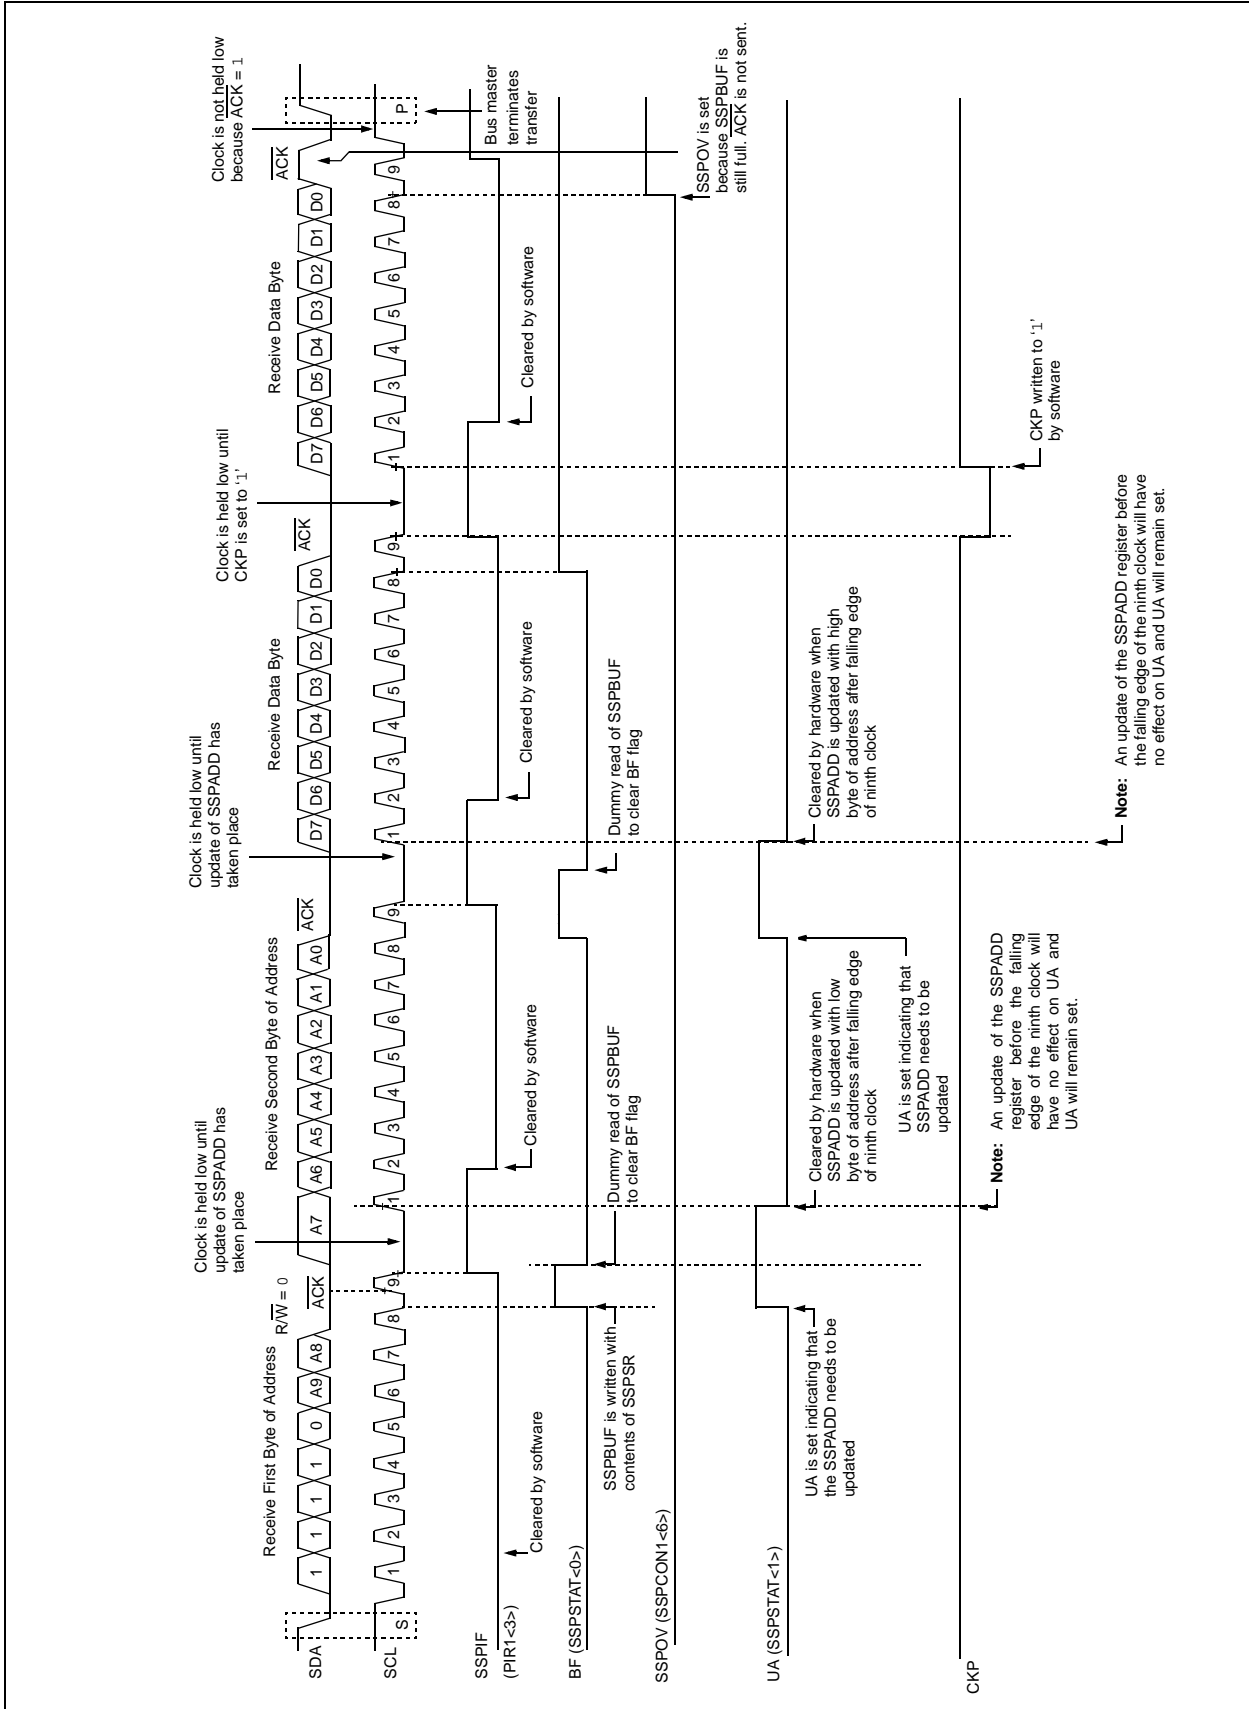 Receive First Byte of Address
R/W = 0
ACK
Clock is held low until
update of SSPADD has
taken place
Receive Second Byte of Address
ACK
Clock is held low until
update of SSPADD has
taken place
Receive Data Byte
ACK
Clock is held low until
CKP is set to ‘1’
Receive Data Byte
ACK
Clock is not held low
because ACK = 1
SDA
1 1 1 1 0 A9 A8 A7 A6 A5 A4 A3 A2 A1 A0 D7 D6 D5 D4 D3 D2 D1 D0 D7 D6 D5 D4 D3 D2 D1 D0
SCL
S 1 2 3 4 5 6 7 8 9 1 2 3 4 5 6 7 8 9 1 2 3 4 5 6 7 8 9 1 2 3 4 5 6 7 8 9 P
Bus master
terminates
transfer
SSPIF
(PIR1<3>)
Cleared by software
Cleared by software
Cleared by software
Cleared by software
BF (SSPSTAT<0>)
SSPBUF is written with
contents of SSPSR
Dummy read of SSPBUF
to clear BF flag
Dummy read of SSPBUF
to clear BF flag
SSPOV (SSPCON1<6>)
SSPOV is set
because SSPBUF is
still full. ACK is not sent.
UA (SSPSTAT<1>)
UA is set indicating that
the SSPADD needs to be
updated
Cleared by hardware when
SSPADD is updated with low
byte of address after falling edge
of ninth clock
UA is set indicating that
SSPADD needs to be
updated
Cleared by hardware when
SSPADD is updated with high
byte of address after falling edge
of ninth clock
CKP
CKP written to ‘1’
by software
Note: An update of the SSPADD
register before the falling
edge of the ninth clock will
have no effect on UA and
UA will remain set.
Note: An update of the SSPADD register before
the falling edge of the ninth clock will have
no effect on UA and UA will remain set.